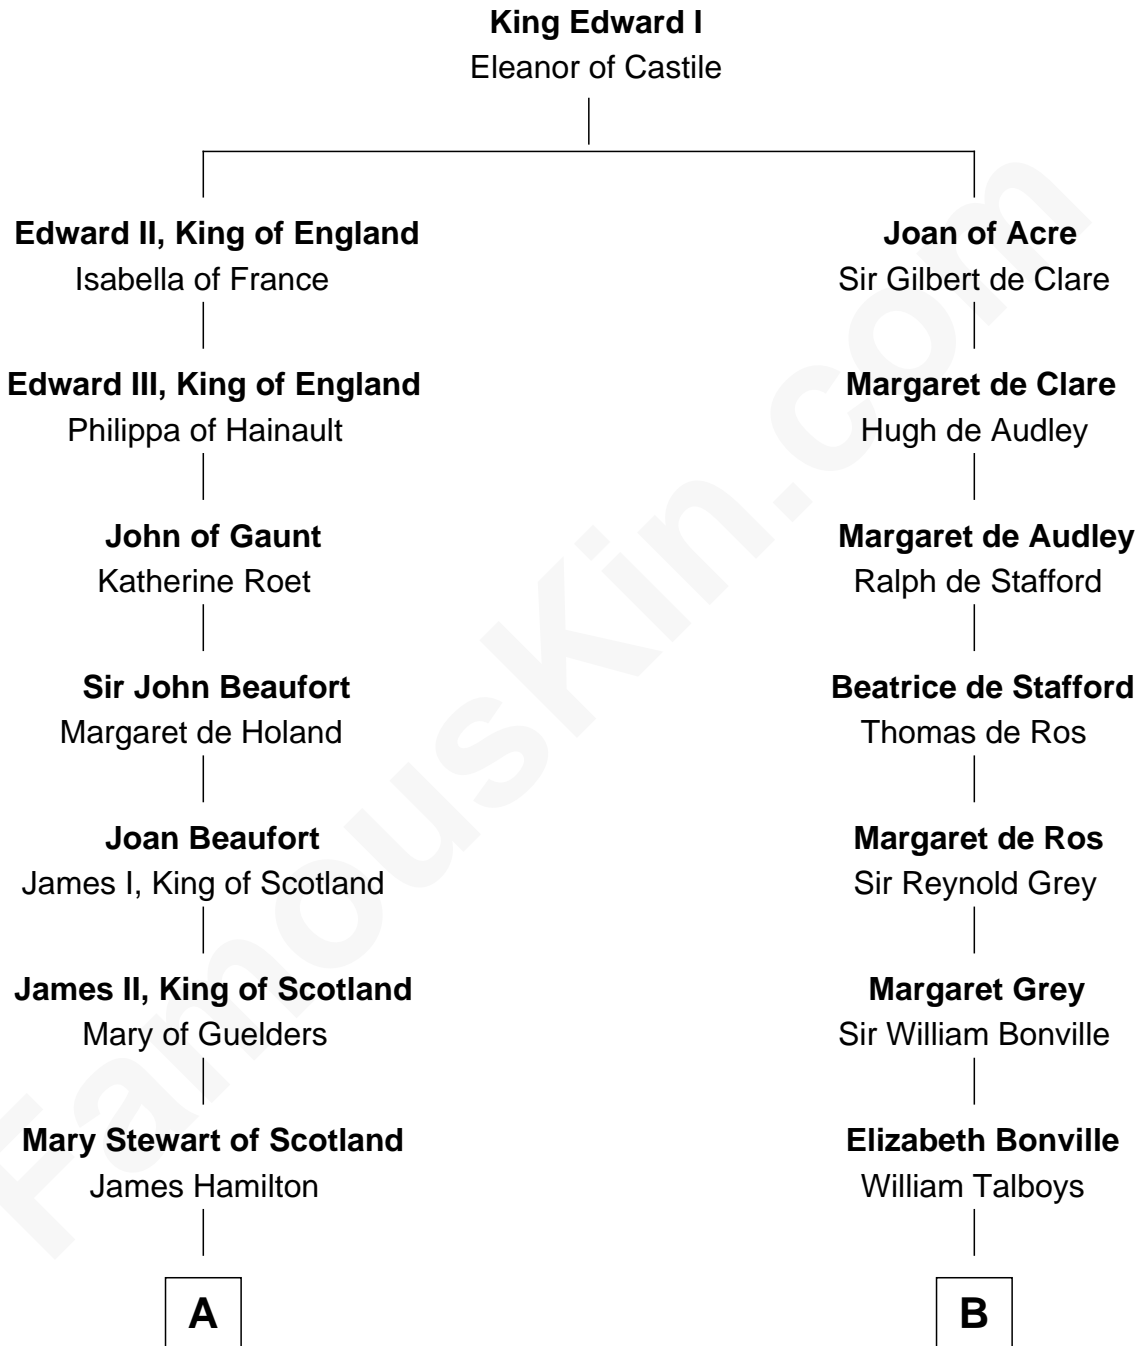 King Edward I
Eleanor of Castile
Edward II, King of England
Isabella of France
Joan of Acre
Sir Gilbert de Clare
Edward III, King of England
Philippa of Hainault
Margaret de Clare
Hugh de Audley
John of Gaunt
Katherine Roet
Margaret de Audley
Ralph de Stafford
Sir John Beaufort
Margaret de Holand
Beatrice de Stafford
Thomas de Ros
Joan Beaufort
James I, King of Scotland
Margaret de Ros
Sir Reynold Grey
James II, King of Scotland
Mary of Guelders
Margaret Grey
Sir William Bonville
Mary Stewart of Scotland
James Hamilton
Elizabeth Bonville
William Talboys
A
B
FamousKin.com